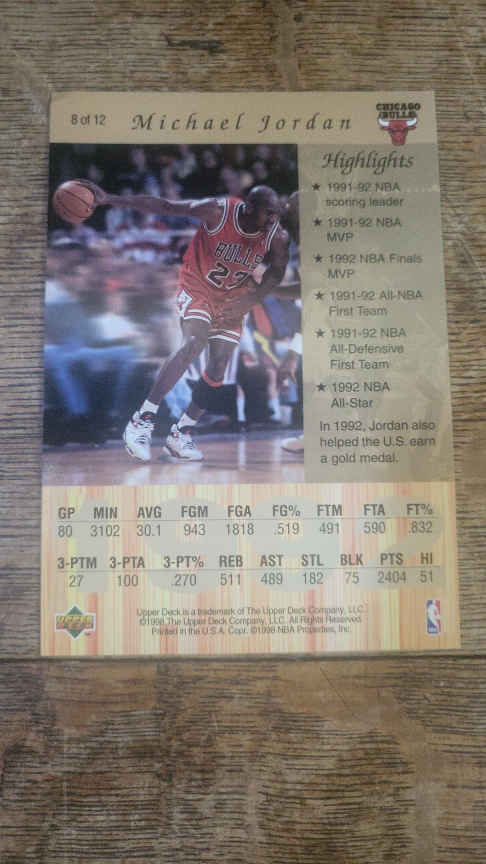 8 of 12
Michael Jordan
CHICAGO
BULLS
Highlights
★ 1991-92 NBA
scoring leader
★ 1991-92 NBA
MVP
★ 1992 NBA Finals
MVP
★ 1991-92 All-NBA
First Team
★ 1991-92 NBA
All-Defensive
First Team
★ 1992 NBA
All-Star
In 1992, Jordan also
helped the U.S. earn
a gold medal.
BULLS
23
GP MIN AVG FGM FGA FG% FTM FTA FT%
80 3102 30.1 943 1818 .519 491 590 .832
3-PTM 3-PTA 3-PT% REB AST STL BLK PTS HI
27 100 .270 511 489 182 75 2404 51
1992
UPPER DECK
Upper Deck is a trademark of The Upper Deck Company, LLC.
©1998 The Upper Deck Company, LLC. All Rights Reserved.
Printed in the U.S.A. Copr. ©1998 NBA Properties, Inc.